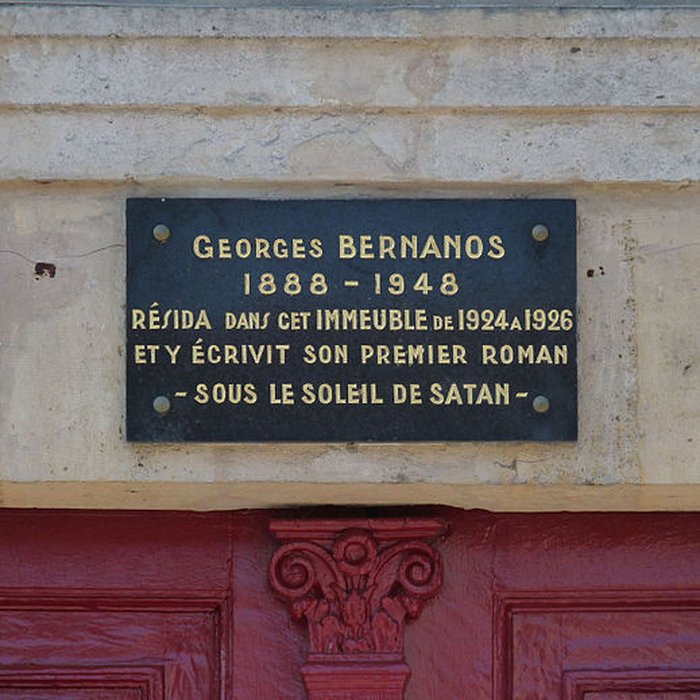 GEORGES BERNANOS
1888 - 1948
RÉSIDA DANS CET IMMEUBLE DE 1924 A 1926
ET Y ÉCRIVIT SON PREMIER ROMAN
- SOUS LE SOLEIL DE SATAN -